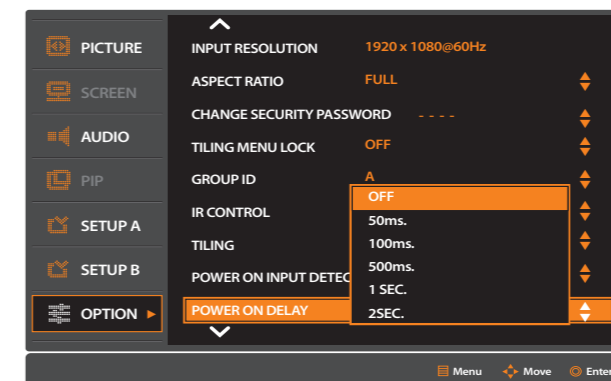 PICTURE
SCREEN
AUDIO
PIP
SETUP A
SETUP B
OPTION
INPUT RESOLUTION 1920 x 1080@60Hz
ASPECT RATIO FULL
CHANGE SECURITY PASSWORD - - - -
TILING MENU LOCK OFF
GROUP ID A
IR CONTROL
TILING
POWER ON INPUT DETEC
POWER ON DELAY
OFF
50ms.
100ms.
500ms.
1 SEC.
2SEC.
Menu Move Enter